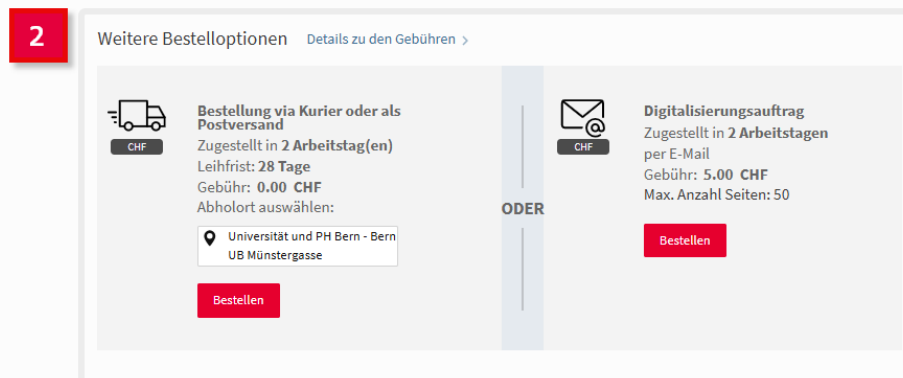 2
Weitere Bestelloptionen Details zu den Gebühren >
CHF
Bestellung via Kurier oder als
Postversand
Zugestellt in 2 Arbeitstag(en)
Leihfrist: 28 Tage
Gebühr: 0.00 CHF
Abholort auswählen:
Universität und PH Bern - Bern
UB Münstergasse
Bestellen
ODER
CHF
Digitalisierungsauftrag
Zugestellt in 2 Arbeitstagen
per E-Mail
Gebühr: 5.00 CHF
Max. Anzahl Seiten: 50
Bestellen